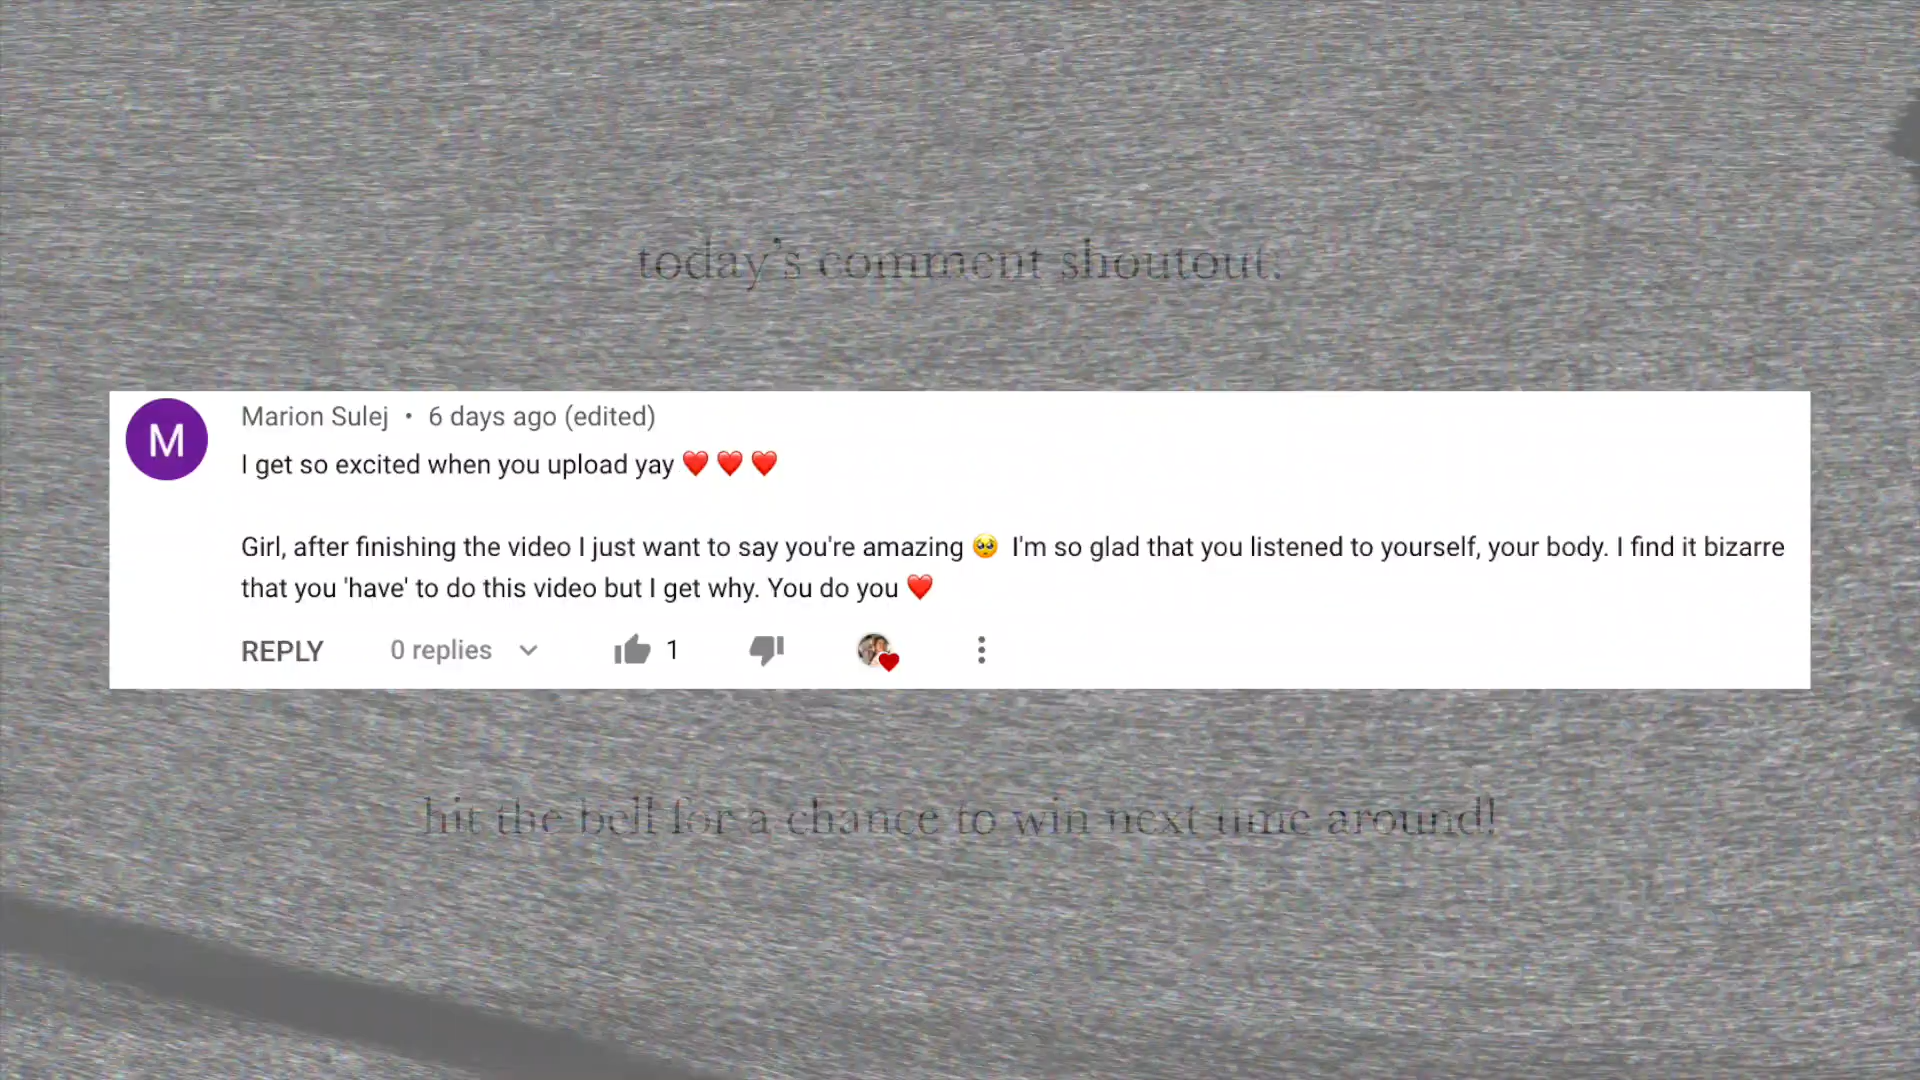 today's comment shoutout:
M
Marion Sulej • 6 days ago (edited)
I get so excited when you upload yay ❤️ ❤️ ❤️
Girl, after finishing the video I just want to say you're amazing 🥺 I'm so glad that you listened to yourself, your body. I find it bizarre
that you 'have' to do this video but I get why. You do you ❤️
REPLY 0 replies 1
hit the bell for a chance to win next time around!